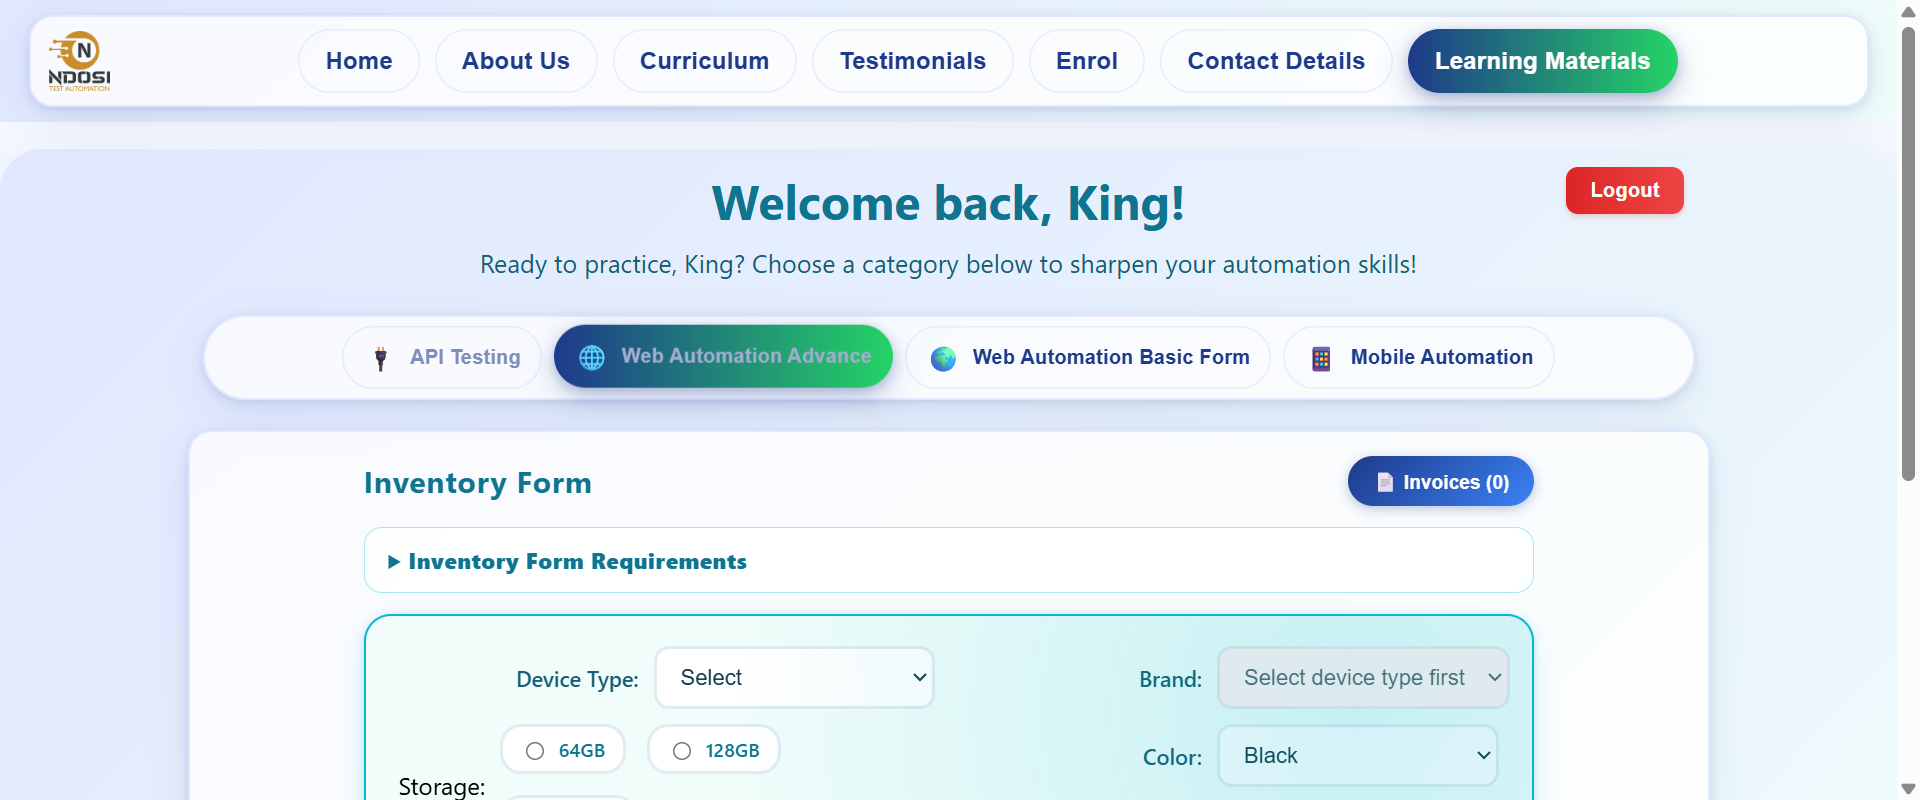 N
NDOSI
TEST AUTOMATION
Home
About Us
Curriculum
Testimonials
Enrol
Contact Details
Learning Materials
Welcome back, King!
Logout
Ready to practice, King? Choose a category below to sharpen your automation skills!
API Testing
Web Automation Advance
Web Automation Basic Form
Mobile Automation
Inventory Form
Invoices (0)
Inventory Form Requirements
Device Type:
Select
Brand:
Select device type first
64GB
128GB
Color:
Black
Storage: